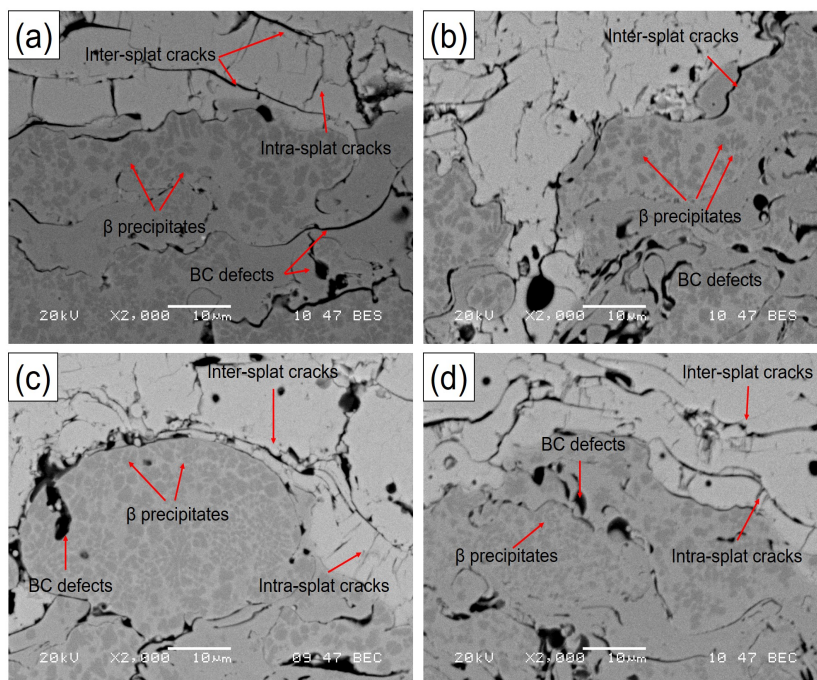 (a)
Inter-splat cracks
Intra-splat cracks
β precipitates
BC defects
20kV X2,000 10μm 10 47 BES
(b)
Inter-splat cracks
β precipitates
BC defects
20kV X2,000 10μm 10 47 BES
(c)
Inter-splat cracks
β precipitates
BC defects
Intra-splat cracks
20kV X2,000 10μm 09 47 BEC
(d)
Inter-splat cracks
BC defects
β precipitates
Intra-splat cracks
20kV X2,000 10μm 10 47 BEC